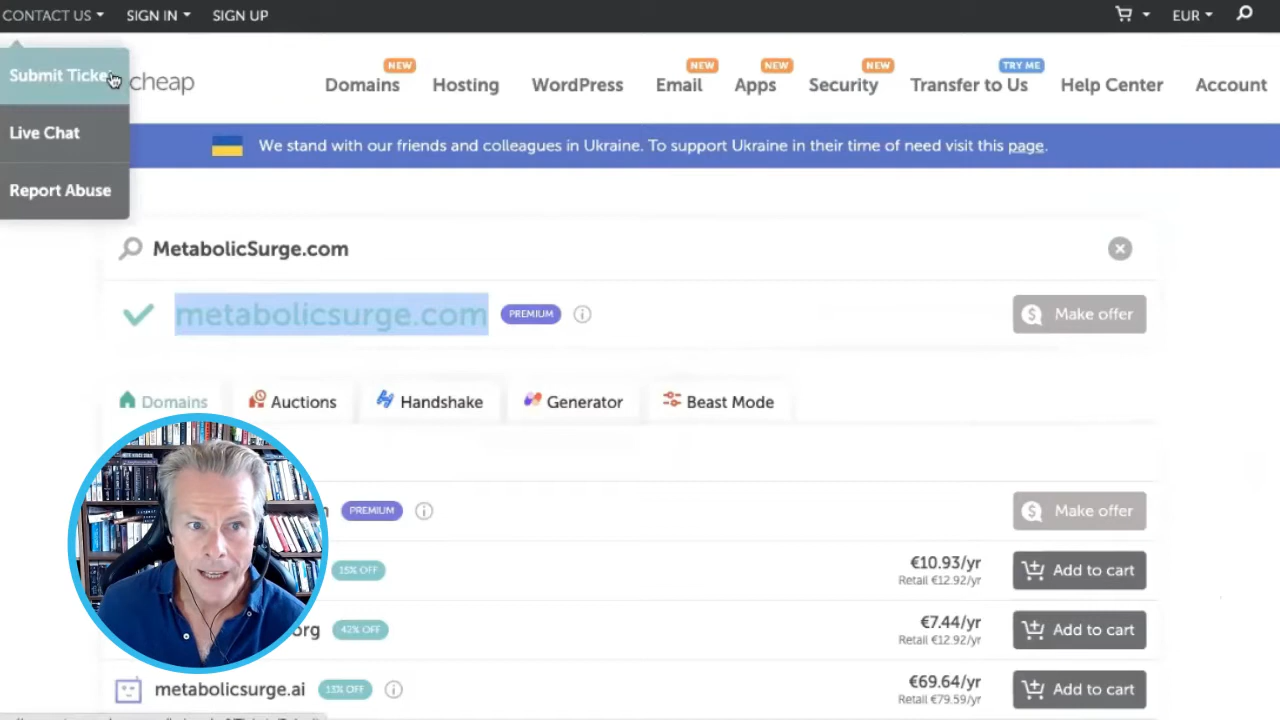 CONTACT US SIGN IN SIGN UP EUR
Submit Ticke
Live Chat
Report Abuse
cheap
NEW NEW NEW NEW TRY ME
Domains Hosting WordPress Email Apps Security Transfer to Us Help Center Account
We stand with our friends and colleagues in Ukraine. To support Ukraine in their time of need visit this page.
MetabolicSurge.com
metabolicsurge.com PREMIUM Make offer
Domains Auctions Handshake Generator Beast Mode
PREMIUM Make offer
15% OFF €10.93/yr Add to cart
Retail €12.92/yr
org 42% OFF €7.44/yr Add to cart
Retail €12.92/yr
metabolicsurge.ai 13% OFF €69.64/yr Add to cart
Retail €79.59/yr